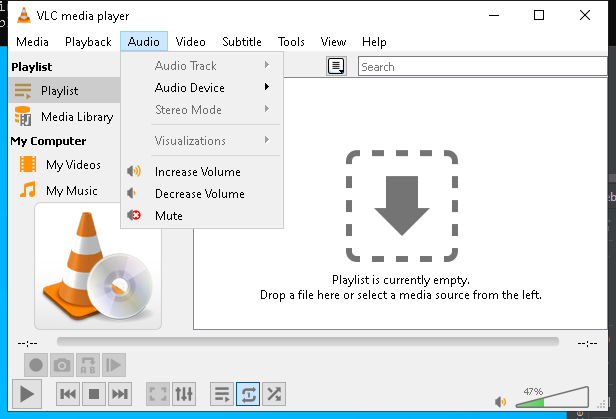 VLC media player
Media Playback Audio Video Subtitle Tools View Help
Playlist
Playlist
Media Library
My Computer
My Videos
My Music
Audio Track
Audio Device
Stereo Mode
Visualizations
Increase Volume
Decrease Volume
Mute
Search
Playlist is currently empty.
Drop a file here or select a media source from the left.
--:-- --:--
47%